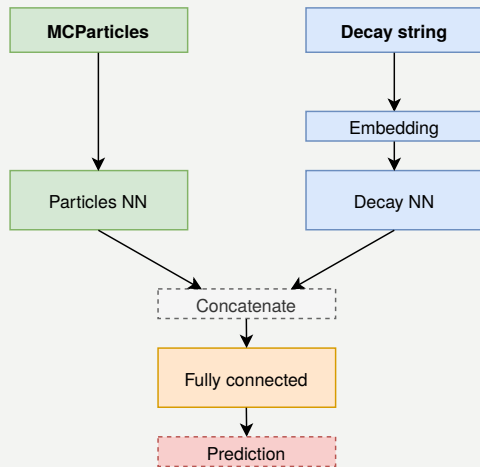 MCParticles
Decay string
Embedding
Particles NN
Decay NN
Concatenate
Fully connected
Prediction